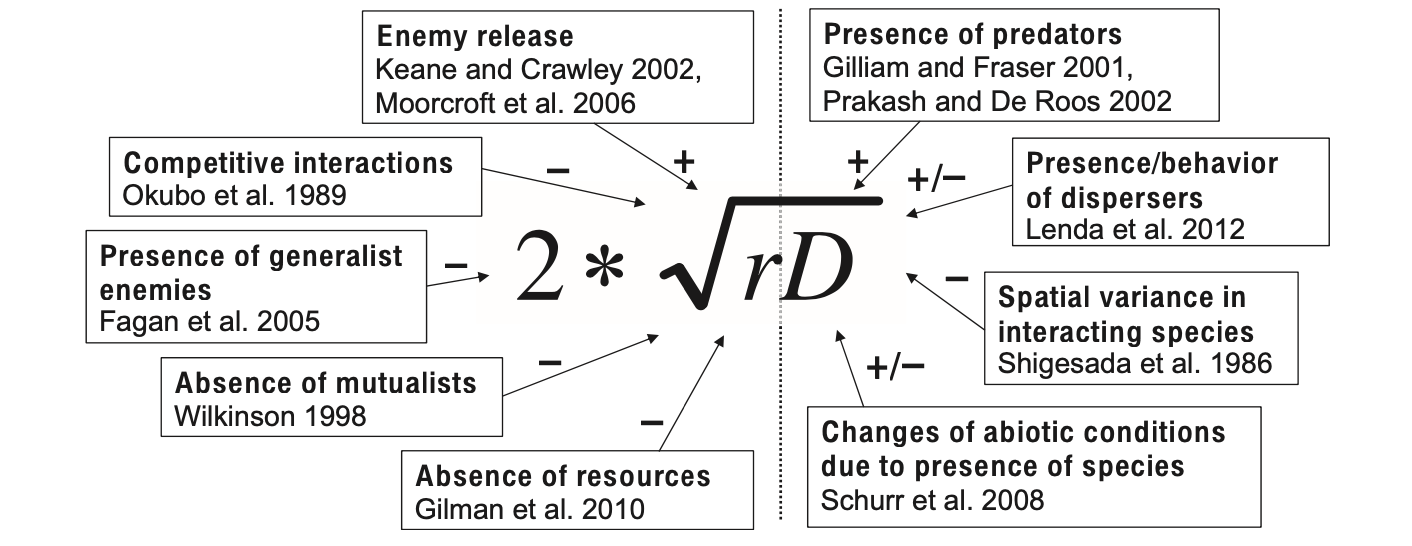 Enemy release
Keane and Crawley 2002,
Moorcroft et al. 2006
Presence of predators
Gilliam and Fraser 2001,
Prakash and De Roos 2002
Competitive interactions
Okubo et al. 1989
−
+
+
+/−
Presence/behavior
of dispersers
Lenda et al. 2012
Presence of generalist
enemies
Fagan et al. 2005
−
2 * √rD
−
Spatial variance in
interacting species
Shigesada et al. 1986
Absence of mutualists
Wilkinson 1998
−
+/−
Absence of resources
Gilman et al. 2010
−
Changes of abiotic conditions
due to presence of species
Schurr et al. 2008